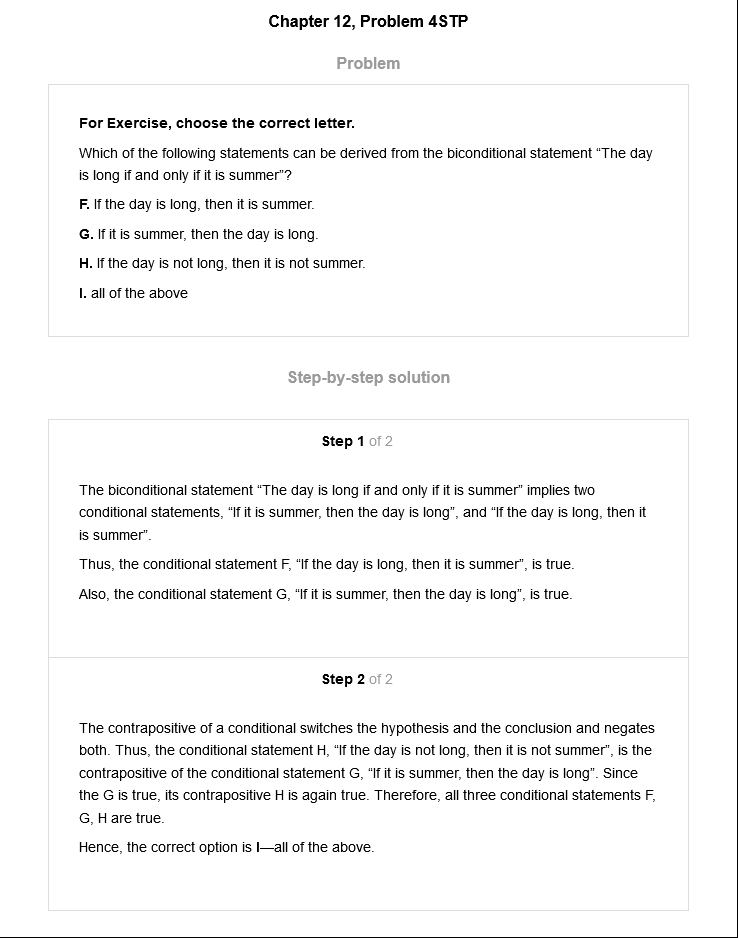 Chapter 12, Problem 4STP
Problem
For Exercise, choose the correct letter.
Which of the following statements can be derived from the biconditional statement “The day
is long if and only if it is summer”?
F. If the day is long, then it is summer.
G. If it is summer, then the day is long.
H. If the day is not long, then it is not summer.
I. all of the above
Step-by-step solution
Step 1 of 2
The biconditional statement “The day is long if and only if it is summer” implies two
conditional statements, “If it is summer, then the day is long”, and “If the day is long, then it
is summer”.
Thus, the conditional statement F, “If the day is long, then it is summer”, is true.
Also, the conditional statement G, “If it is summer, then the day is long”, is true.
Step 2 of 2
The contrapositive of a conditional switches the hypothesis and the conclusion and negates
both. Thus, the conditional statement H, “If the day is not long, then it is not summer”, is the
contrapositive of the conditional statement G, “If it is summer, then the day is long”. Since
the G is true, its contrapositive H is again true. Therefore, all three conditional statements F,
G, H are true.
Hence, the correct option is I—all of the above.